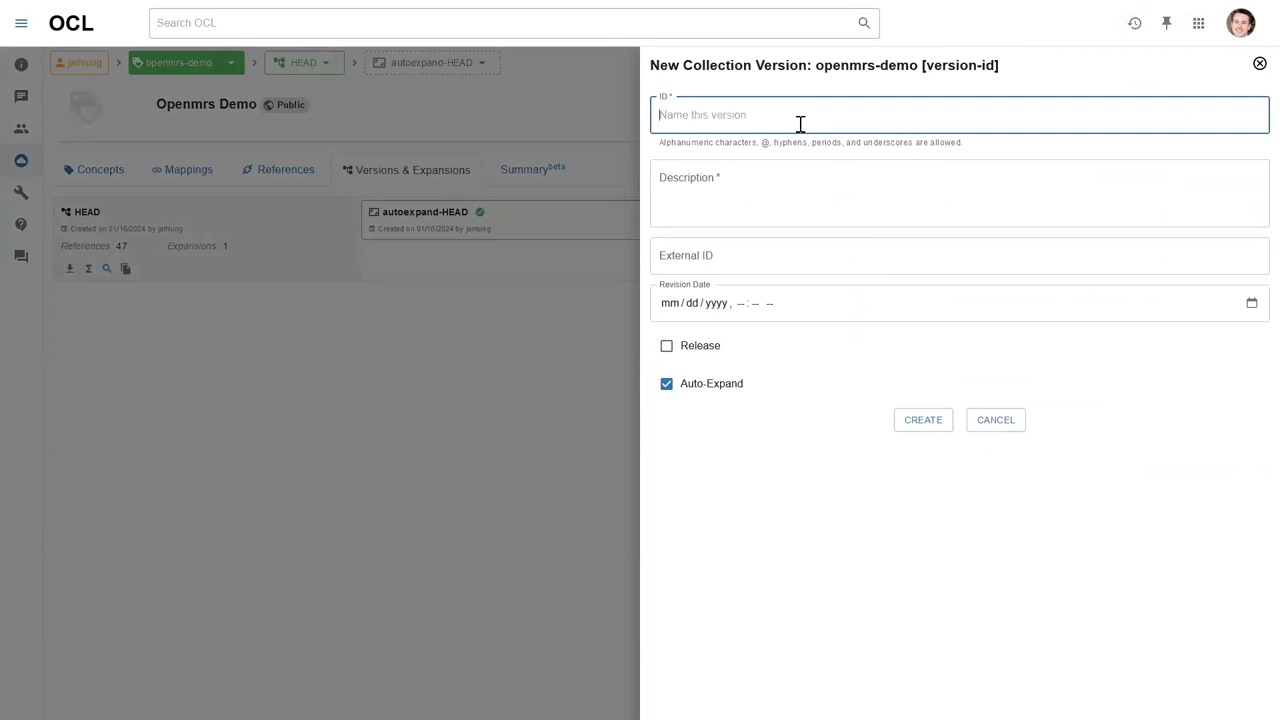 OCL
Search OCL
jamlung > openmrs-demo > HEAD > autoexpand-HEAD
Openmrs Demo Public
Concepts Mappings References Versions & Expansions Summary beta
HEAD
Created on 01/16/2024 by jamlung
References: 47 Expansions: 1
autoexpand-HEAD
Created on 01/16/2024 by jamlung
New Collection Version: openmrs-demo [version-id]
ID *
Name this version
Alphanumeric characters, @, hyphens, periods, and underscores are allowed.
Description *
External ID
Revision Date
mm/dd/yyyy, --:-- --
Release
Auto-Expand
CREATE CANCEL